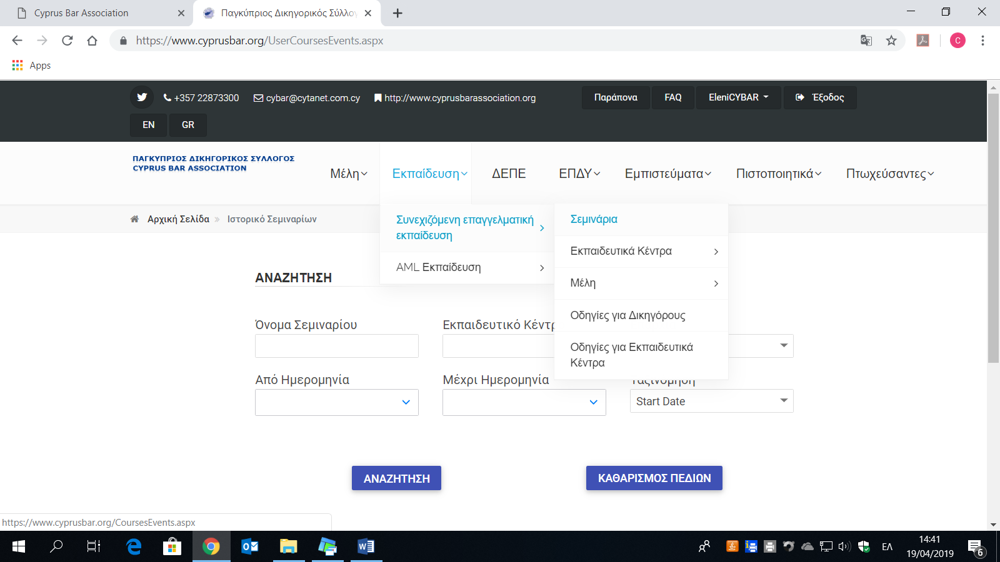 Cyprus Bar Association
Παγκύπριος Δικηγορικός Σύλλογ
https://www.cyprusbar.org/UserCoursesEvents.aspx
C
Apps
+357 22873300
cybar@cytanet.com.cy
http://www.cyprusbarassociation.org
Παράπονα
FAQ
EleniCYBAR
Έξοδος
EN
GR
ΠΑΓΚΥΠΡΙΟΣ ΔΙΚΗΓΟΡΙΚΟΣ ΣΥΛΛΟΓΟΣ
CYPRUS BAR ASSOCIATION
Μέλη
Εκπαίδευση
ΔΕΠΕ
ΕΠΔΥ
Εμπιστεύματα
Πιστοποιητικά
Πτωχεύσαντες
Αρχική Σελίδα » Ιστορικό Σεμιναρίων
Συνεχιζόμενη επαγγελματική
εκπαίδευση
AML Εκπαίδευση
Σεμινάρια
Εκπαιδευτικά Κέντρα
Μέλη
Οδηγίες για Δικηγόρους
Οδηγίες για Εκπαιδευτικά
Κέντρα
ΑΝΑΖΗΤΗΣΗ
Όνομα Σεμιναρίου
Εκπαιδευτικό Κέντρ
Από Ημερομηνία
Μέχρι Ημερομηνία
Ταξινόμηση
Start Date
ΑΝΑΖΗΤΗΣΗ
ΚΑΘΑΡΙΣΜΟΣ ΠΕΔΙΩΝ
https://www.cyprusbar.org/CoursesEvents.aspx
ΕΛ
14:41
19/04/2019
6